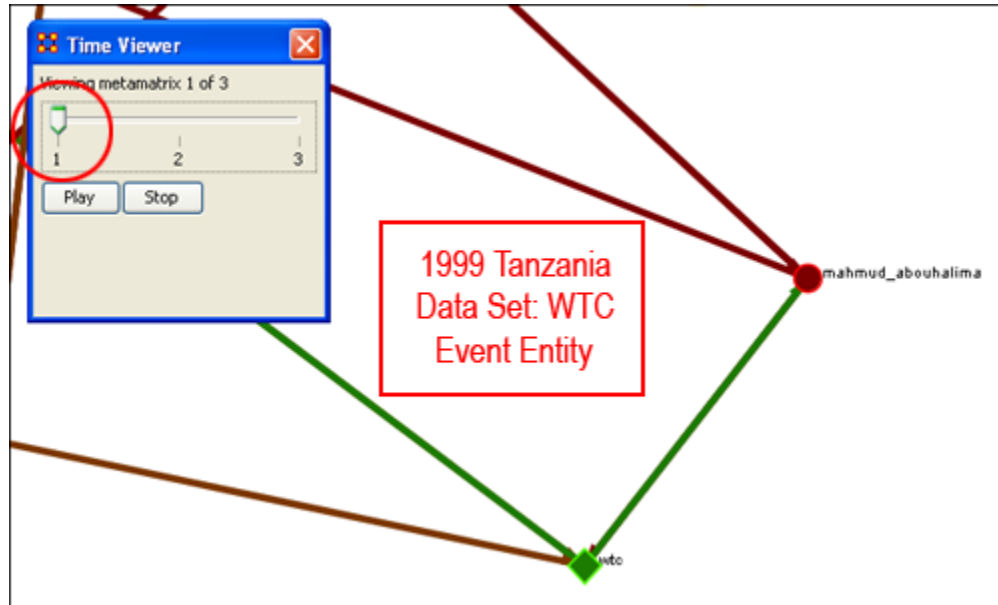 Time Viewer
Viewing metamatrix 1 of 3
1 2 3
Play Stop
1999 Tanzania
Data Set: WTC
Event Entity
mahmud_abouhalima
wtc